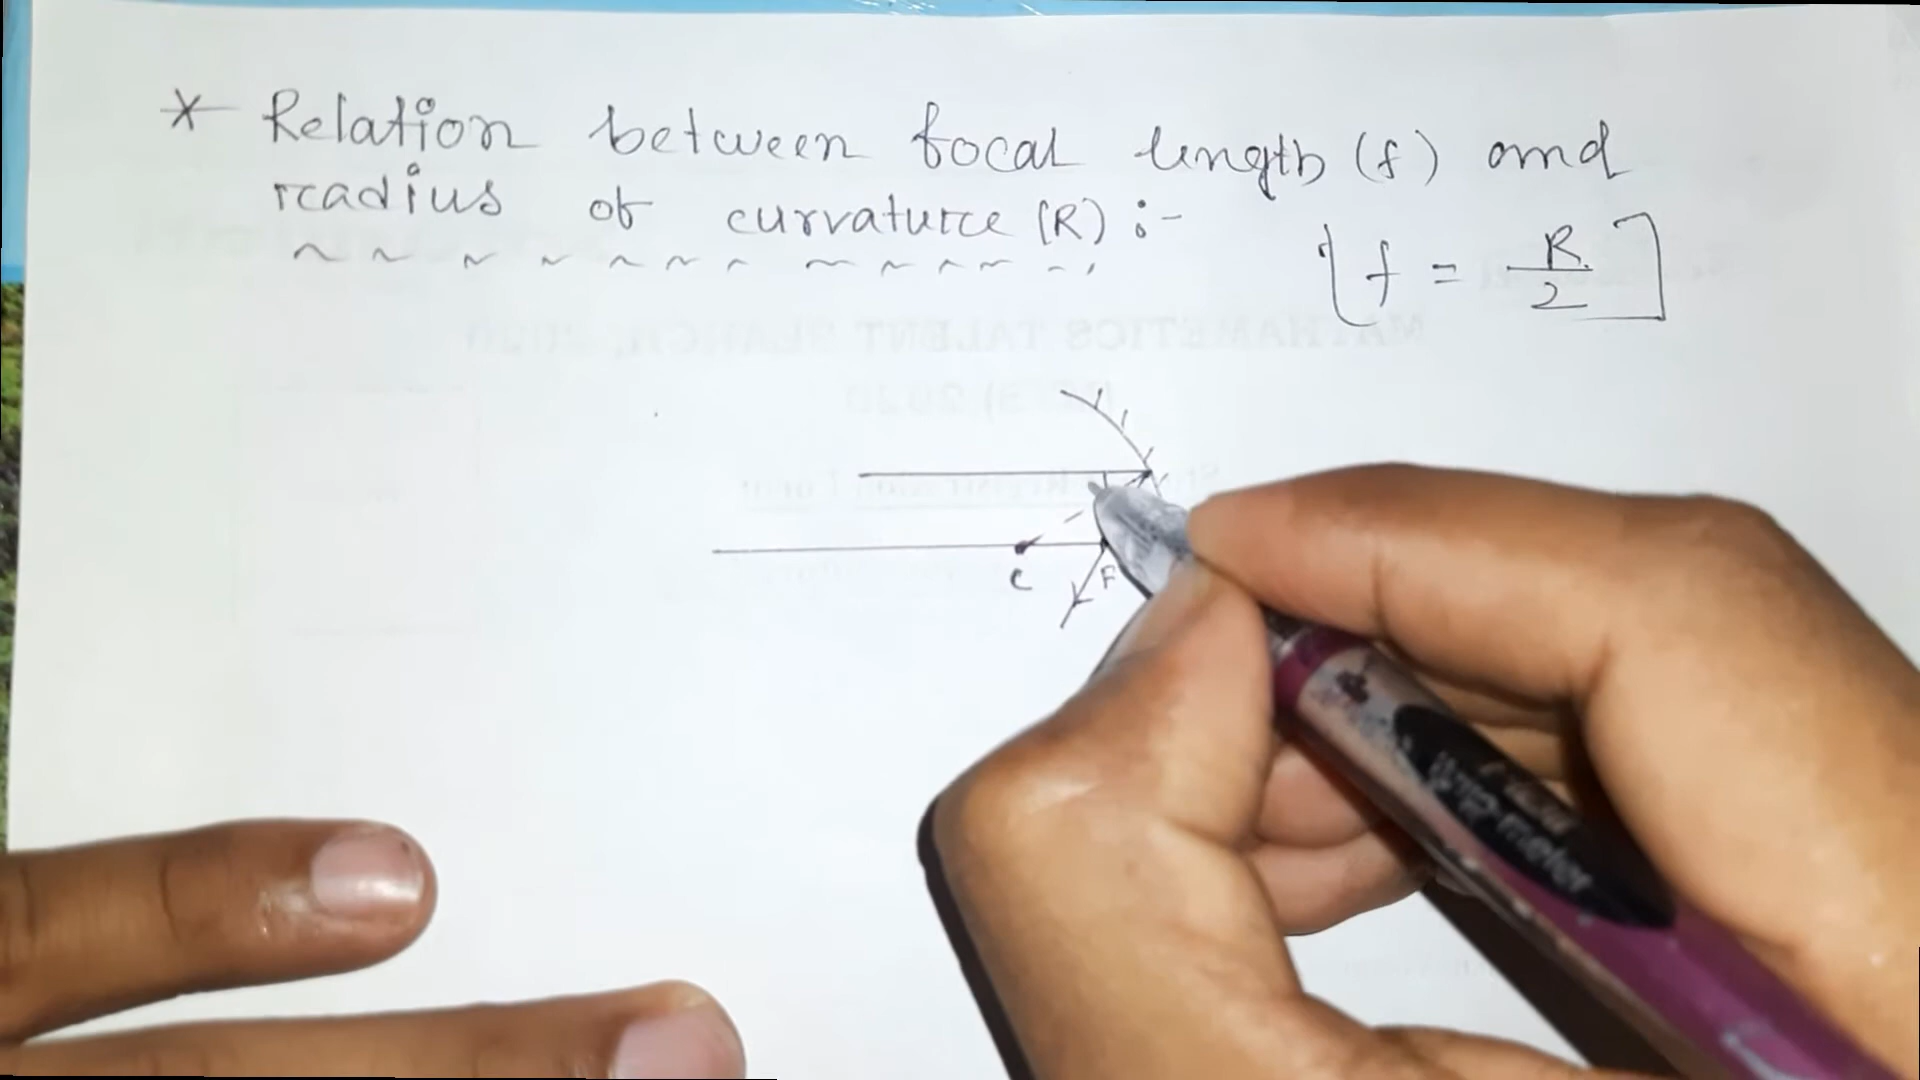 * Relation between focal length (f) and
radius of curvature (R) :-
[ f = R/2 ]
C
F